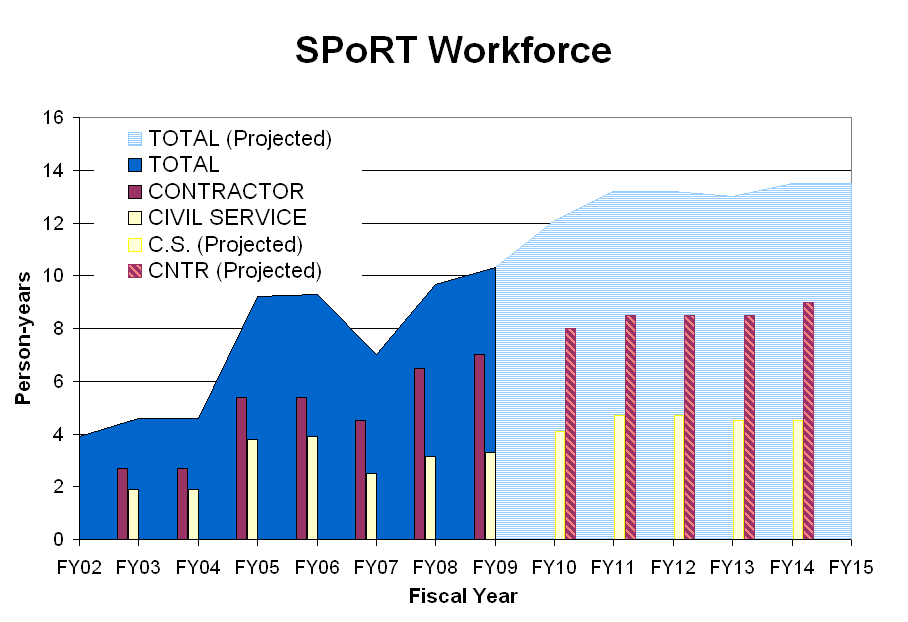 SPoRT Workforce
16
14
12
10
8
6
4
2
0
Person-years
TOTAL (Projected)
TOTAL
CONTRACTOR
CIVIL SERVICE
C.S. (Projected)
CNTR (Projected)
FY02 FY03 FY04 FY05 FY06 FY07 FY08 FY09 FY10 FY11 FY12 FY13 FY14 FY15
Fiscal Year